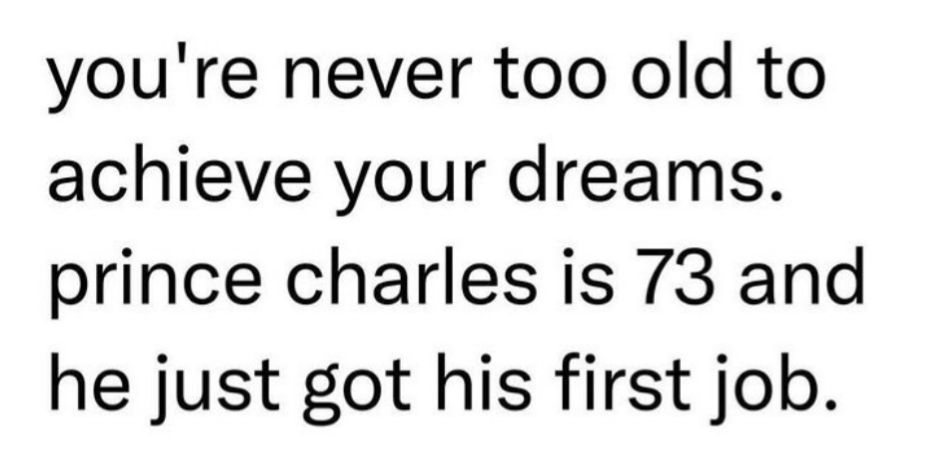 you're never too old to
achieve your dreams.
prince charles is 73 and
he just got his first job.